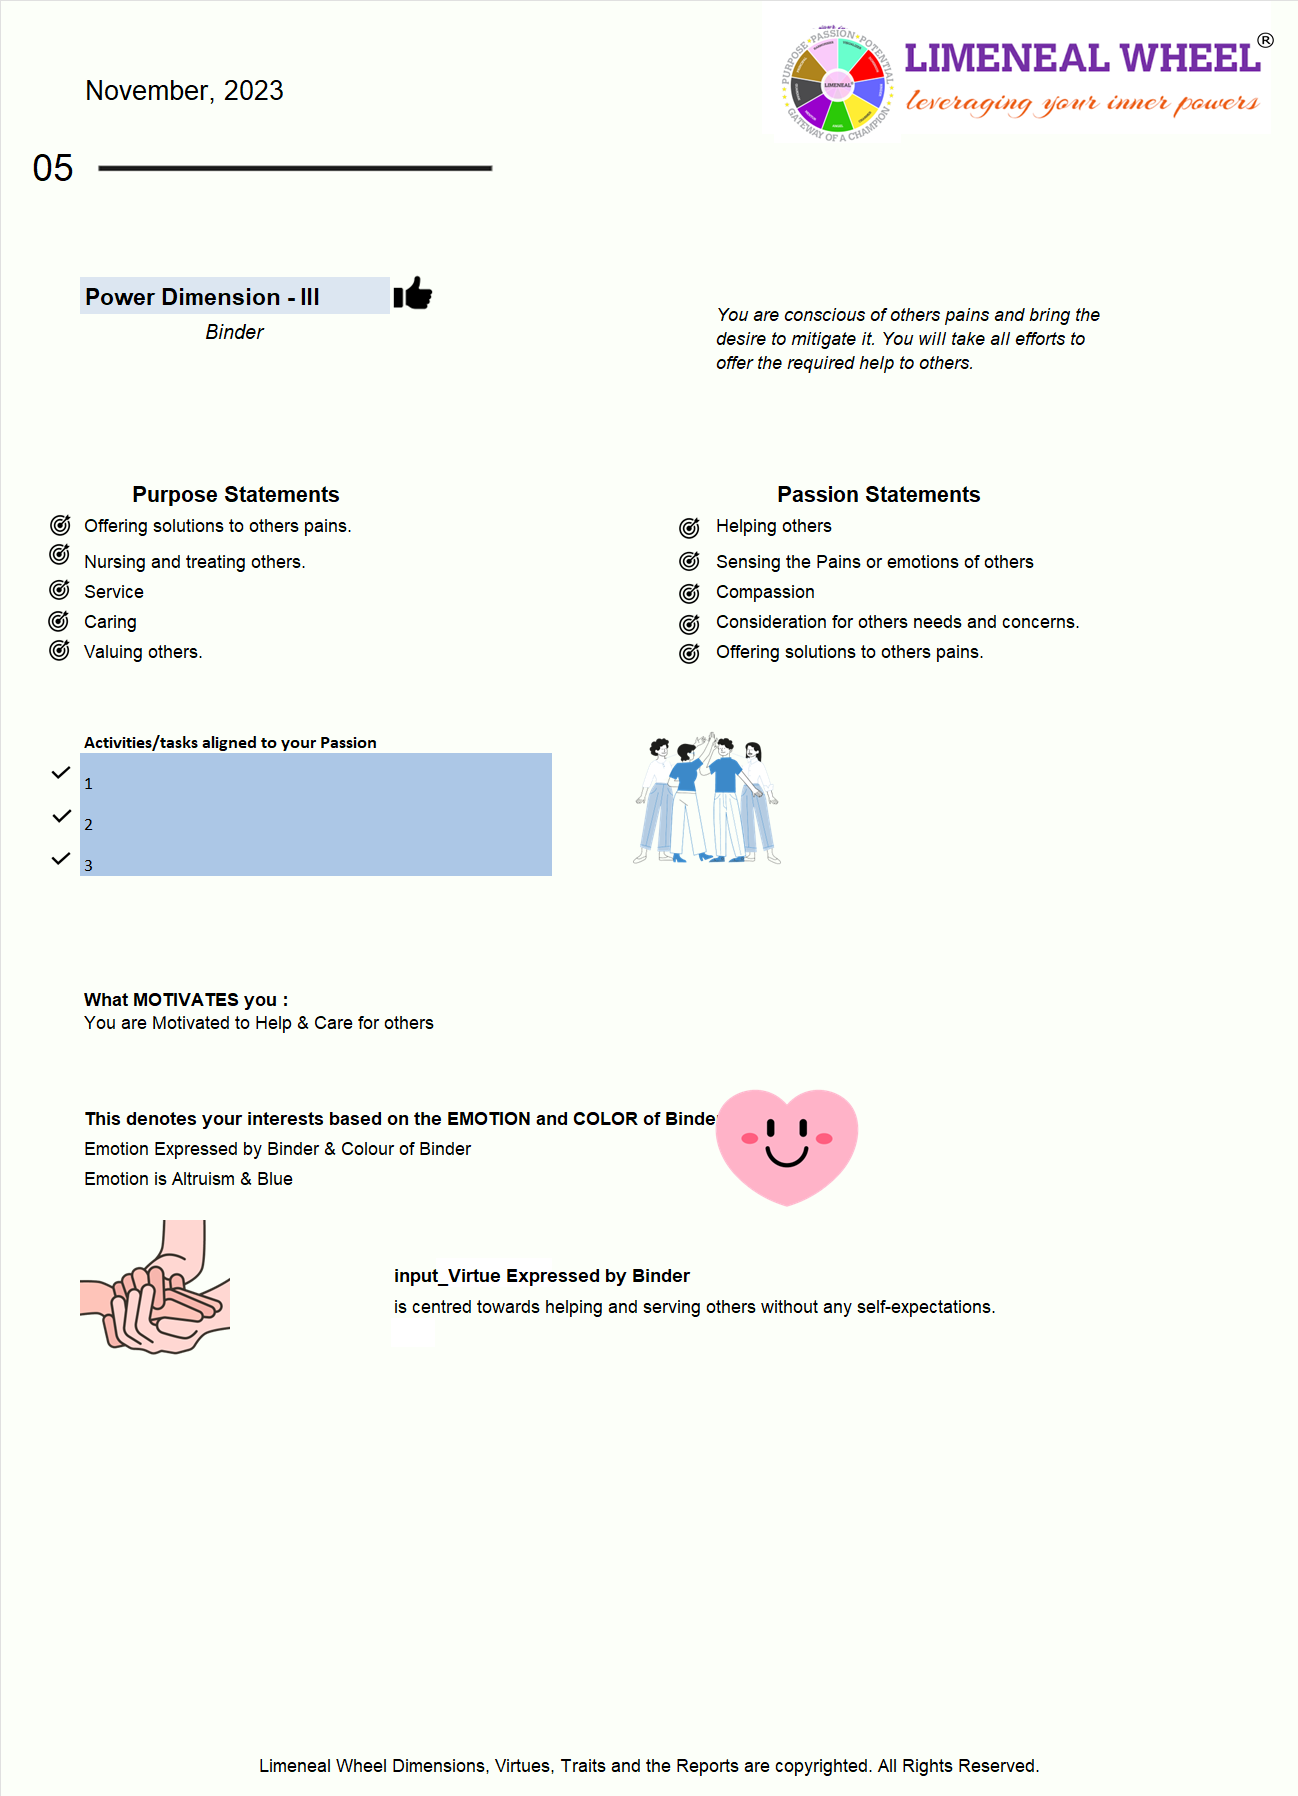 November, 2023
PURPOSE PASSION POTENTIAL
LIMENEAL
GATEWAY OF A CHAMPION
LIMENEAL WHEEL®
leveraging your inner powers
05
Power Dimension - III
Binder
You are conscious of others pains and bring the
desire to mitigate it. You will take all efforts to
offer the required help to others.
Purpose Statements
Offering solutions to others pains.
Nursing and treating others.
Service
Caring
Valuing others.
Passion Statements
Helping others
Sensing the Pains or emotions of others
Compassion
Consideration for others needs and concerns.
Offering solutions to others pains.
Activities/tasks aligned to your Passion
1
2
3
What MOTIVATES you :
You are Motivated to Help & Care for others
This denotes your interests based on the EMOTION and COLOR of Binde
Emotion Expressed by Binder & Colour of Binder
Emotion is Altruism & Blue
input_Virtue Expressed by Binder
is centred towards helping and serving others without any self-expectations.
Limeneal Wheel Dimensions, Virtues, Traits and the Reports are copyrighted. All Rights Reserved.